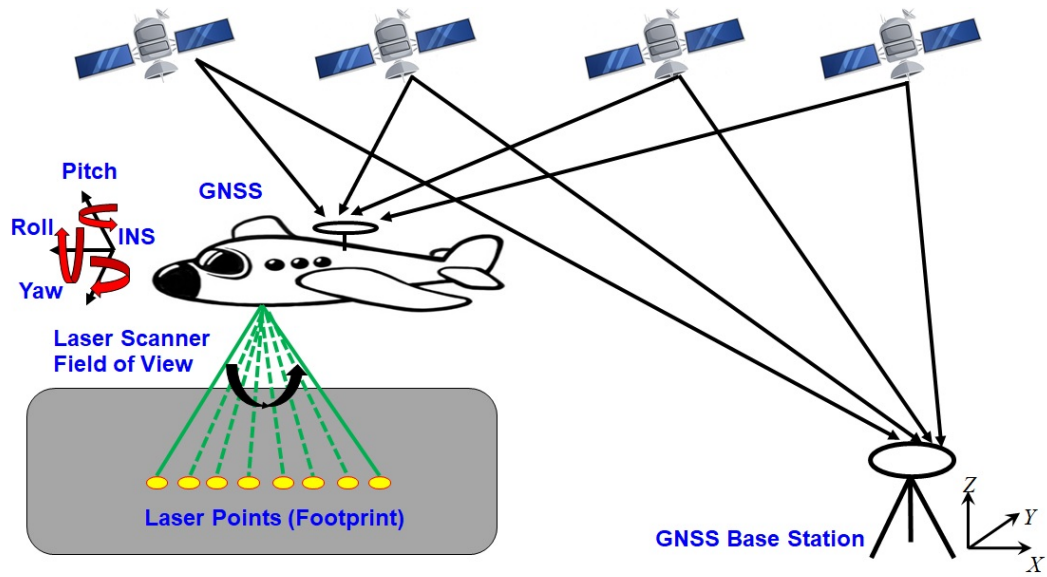 Pitch
GNSS
Roll
INS
Yaw
Laser Scanner
Field of View
Laser Points (Footprint)
GNSS Base Station
Z
Y
X